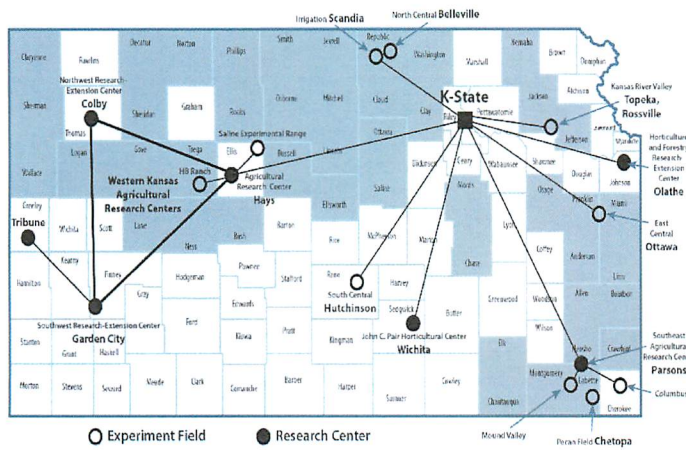 Irrigation Scandia
North Central Belleville
Cheyenne
Rawlins
Decatur
Norton
Phillips
Smith
Jewell
Republic
Washington
Marshall
Nemaha
Brown
Doniphan
Northwest Research-
Extension Center
Colby
Sherman
Thomas
Sheridan
Graham
Rooks
Osborne
Mitchell
Cloud
Clay
Riley
Pottawatomie
Jackson
Atchison
K-State
Kansas River Valley
Topeka,
Rossville
Jefferson
Saline Experimental Range
Ottawa
Wallace
Logan
Gove
Trego
Ellis
Russell
Lincoln
HB Ranch
Agricultural
Research Center
Hays
Western Kansas
Agricultural
Research Centers
Dickinson
Geary
Wabaunsee
Shawnee
Douglas
Johnson
Horticulture
and Forestry
Research-
Extension
Center
Olathe
Saline
Ellsworth
Morris
Osage
Franklin
Miami
Greeley
Wichita
Scott
Lane
Ness
Rush
Barton
Rice
McPherson
Marion
Chase
Lyon
Coffey
Anderson
Linn
East
Central
Ottawa
Tribune
Hamilton
Kearny
Finney
Hodgeman
Pawnee
Stafford
Reno
Harvey
South Central
Hutchinson
Southwest Research-Extension Center
Garden City
Gray
Ford
Edwards
Kiowa
Pratt
Kingman
Sedgwick
John C. Pair Horticultural Center
Wichita
Butler
Greenwood
Woodson
Allen
Bourbon
Wilson
Neosho
Crawford
Southeast
Agricultural
Research Center
Parsons
Stanton
Grant
Haskell
Elk
Montgomery
Labette
Cherokee
Columbus
Morton
Stevens
Seward
Meade
Clark
Comanche
Barber
Harper
Sumner
Cowley
Chautauqua
Mound Valley
Pecan Field Chetopa
Experiment Field
Research Center